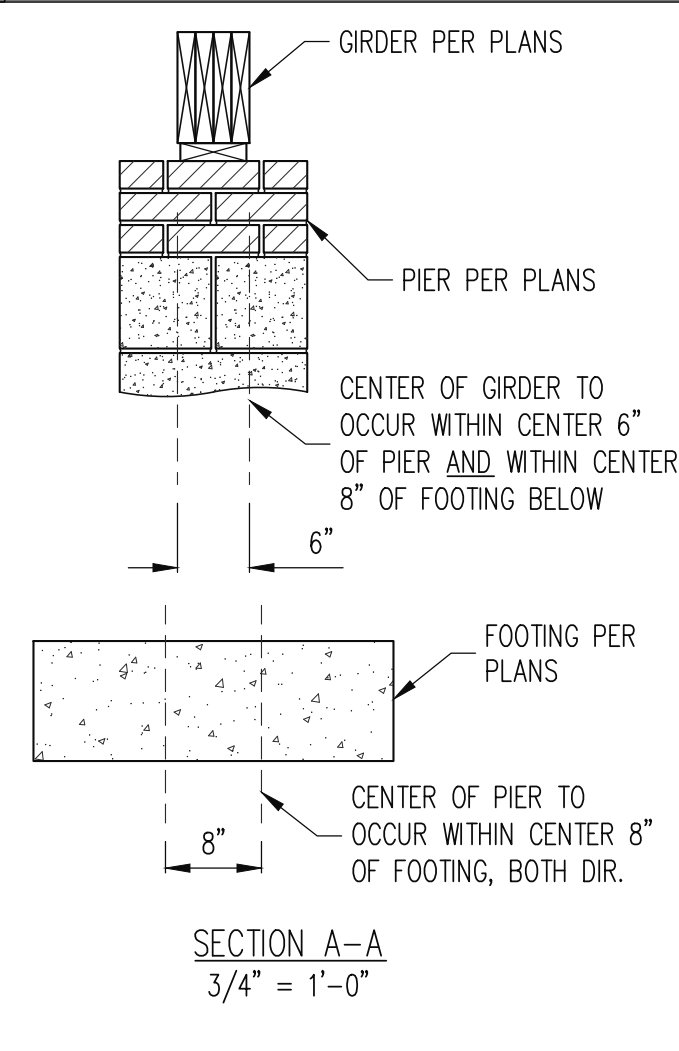 GIRDER PER PLANS
PIER PER PLANS
CENTER OF GIRDER TO
OCCUR WITHIN CENTER 6”
OF PIER AND WITHIN CENTER
8” OF FOOTING BELOW
6”
FOOTING PER
PLANS
CENTER OF PIER TO
OCCUR WITHIN CENTER 8”
OF FOOTING, BOTH DIR.
8”
SECTION A-A
3/4” = 1’-0”